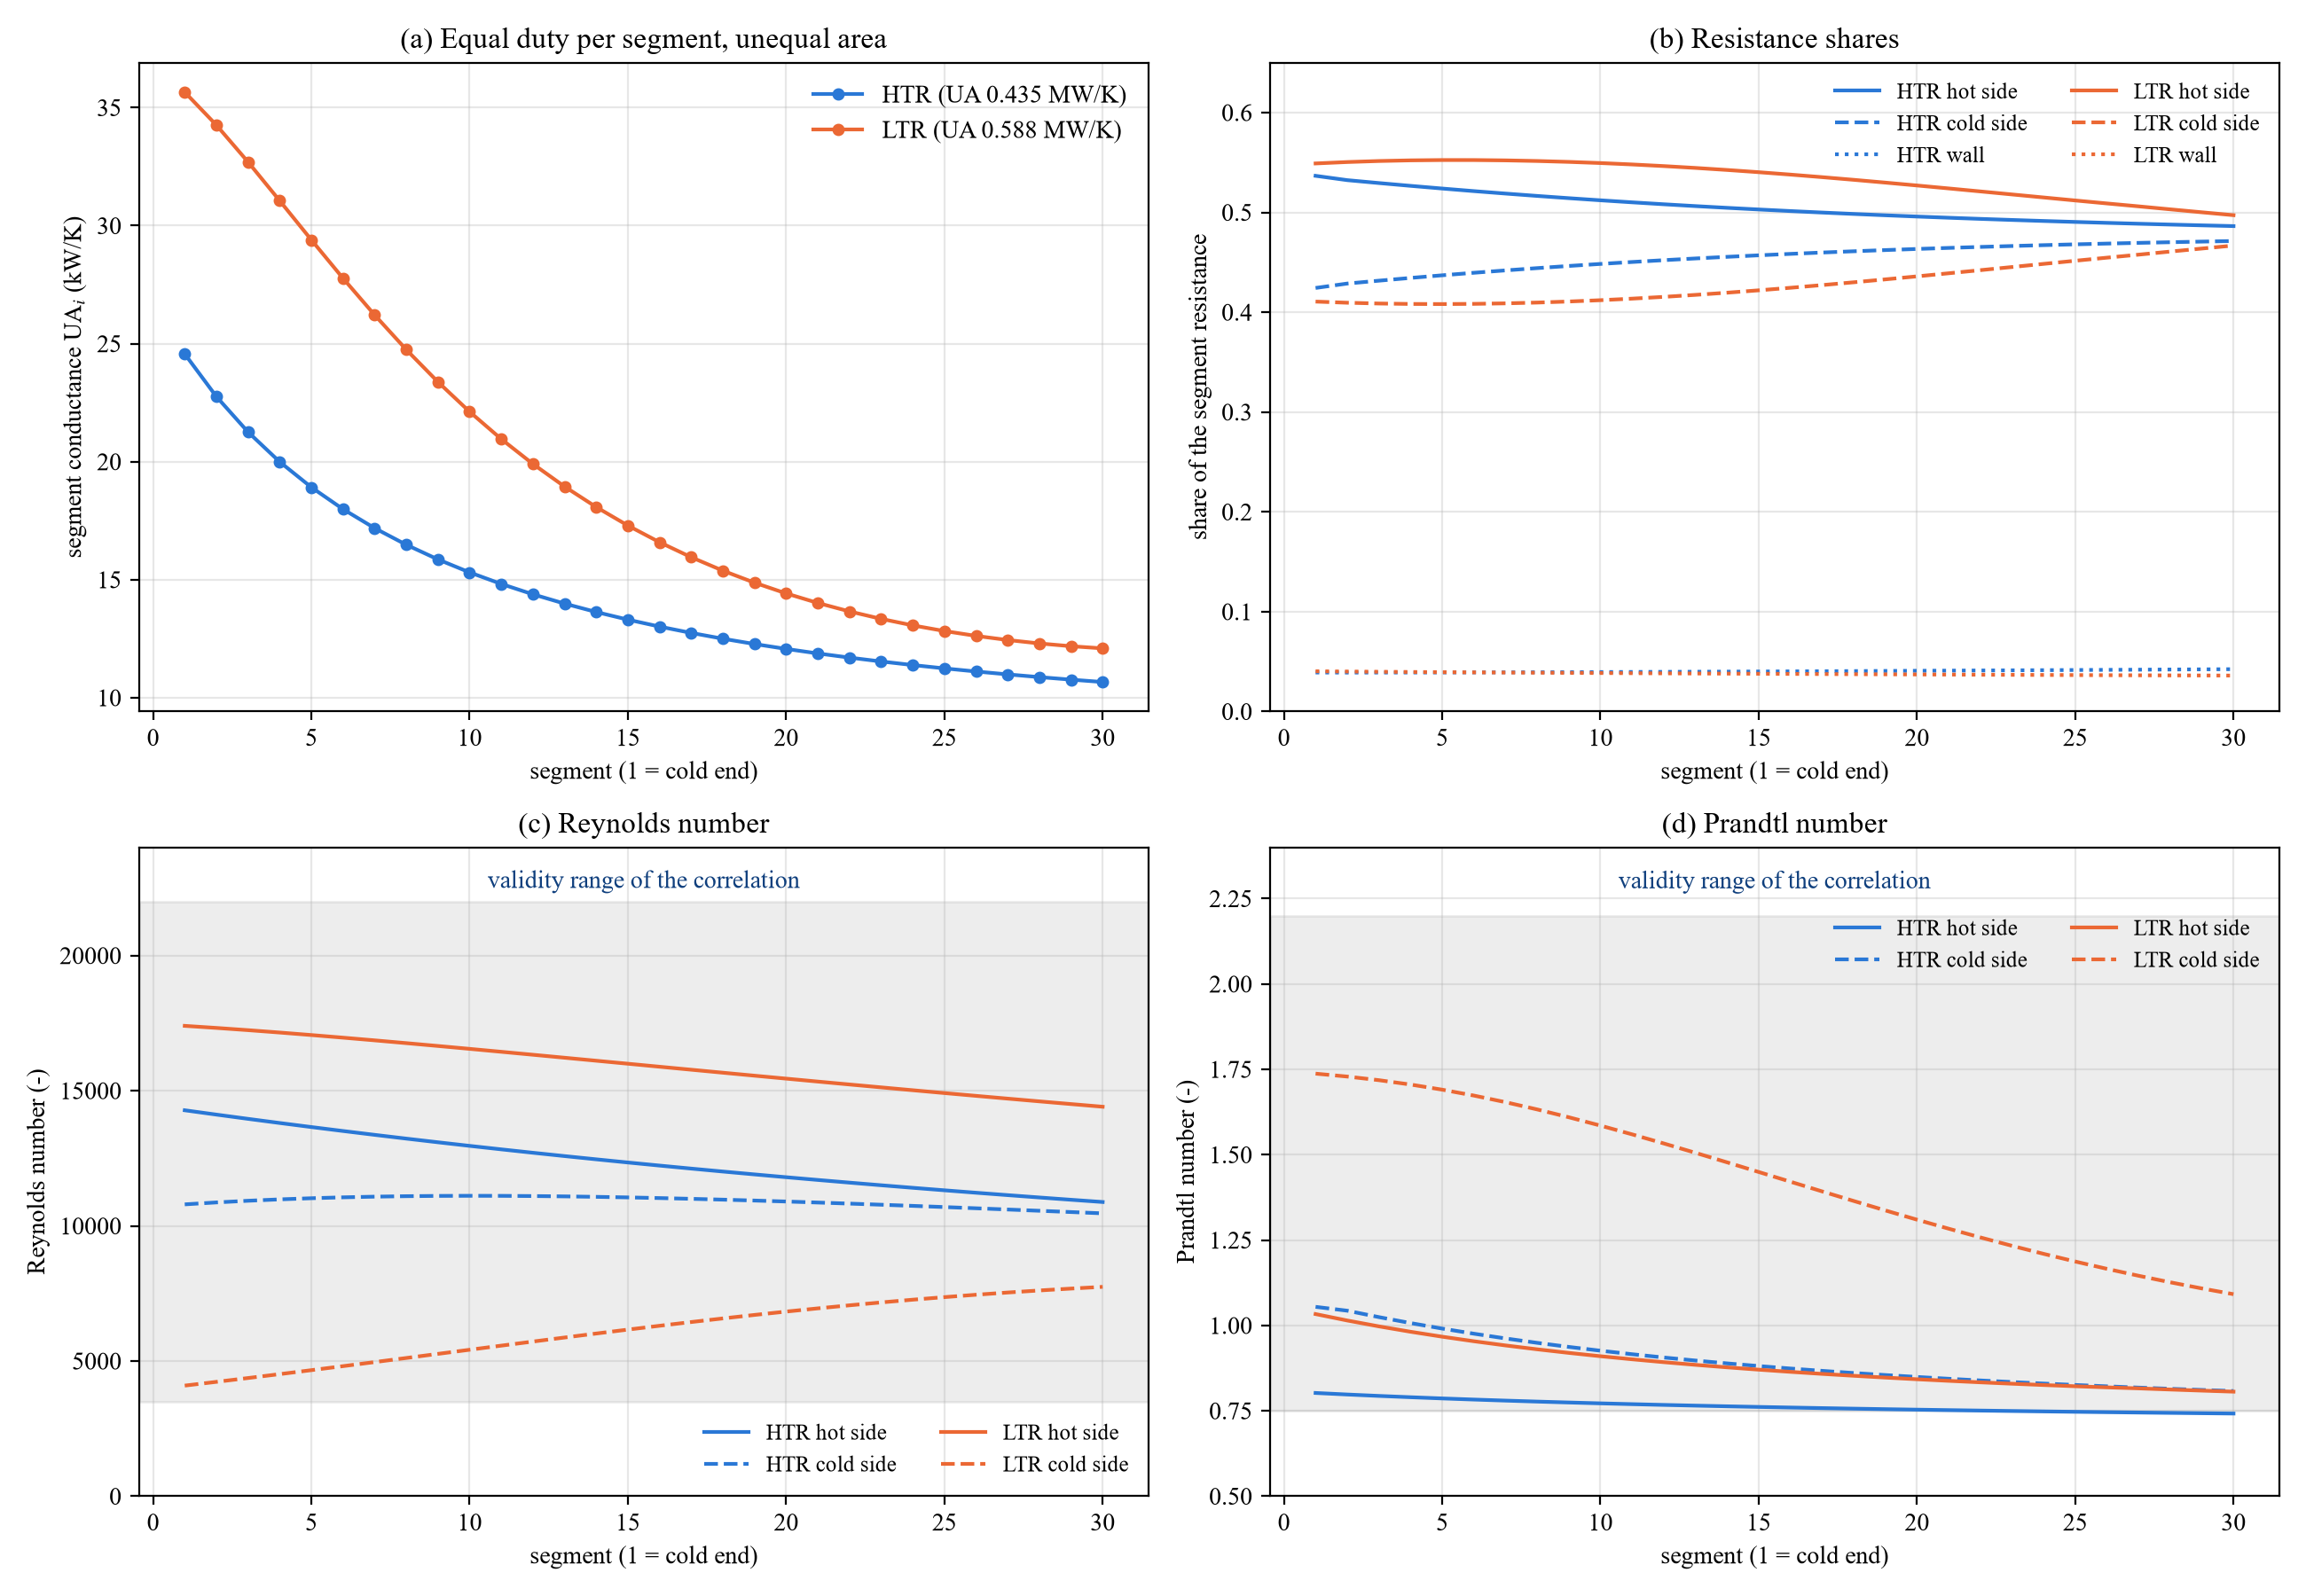 (a) Equal duty per segment, unequal area
HTR (UA 0.435 MW/K)
LTR (UA 0.588 MW/K)
segment conductance UAᵢ (kW/K)
35
30
25
20
15
10
0 5 10 15 20 25 30
segment (1 = cold end)
(b) Resistance shares
HTR hot side LTR hot side
HTR cold side LTR cold side
HTR wall LTR wall
share of the segment resistance
0.6
0.5
0.4
0.3
0.2
0.1
0.0
0 5 10 15 20 25 30
segment (1 = cold end)
(c) Reynolds number
validity range of the correlation
Reynolds number (-)
20000
15000
10000
5000
0
HTR hot side LTR hot side
HTR cold side LTR cold side
0 5 10 15 20 25 30
segment (1 = cold end)
(d) Prandtl number
validity range of the correlation
HTR hot side LTR hot side
HTR cold side LTR cold side
Prandtl number (-)
2.25
2.00
1.75
1.50
1.25
1.00
0.75
0.50
0 5 10 15 20 25 30
segment (1 = cold end)